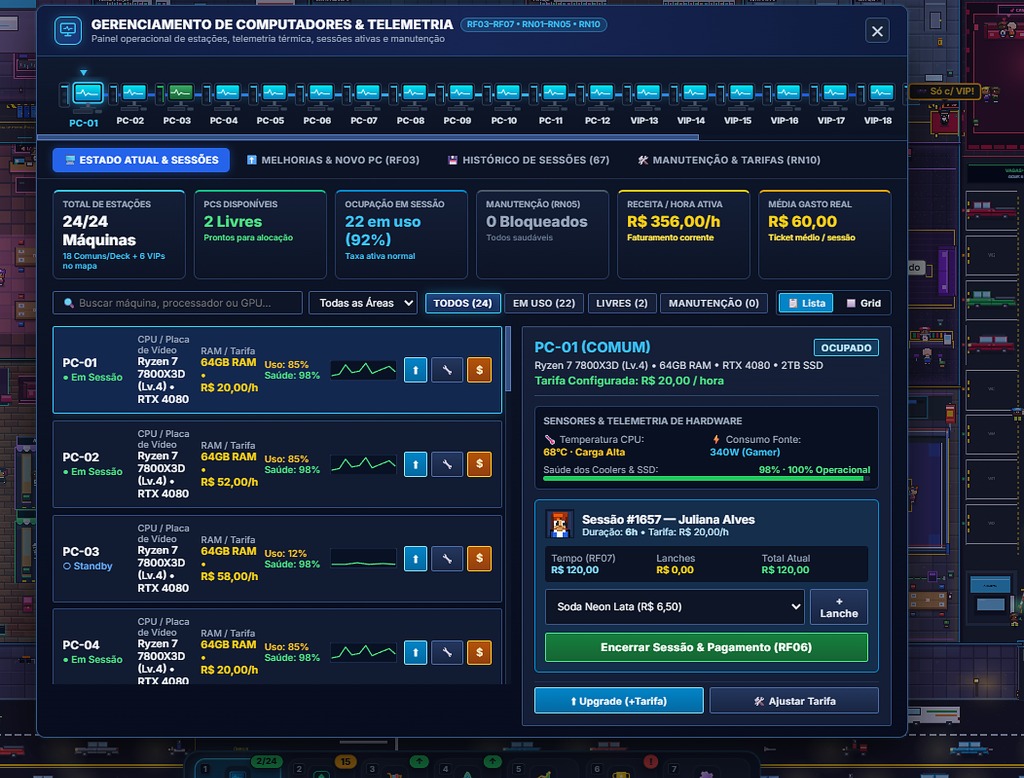 GERENCIAMENTO DE COMPUTADORES & TELEMETRIA RF03–RF07 • RN01–RN05 • RN10
Painel operacional de estações, telemetria térmica, sessões ativas e manutenção
Só c/ VIP!
PC-01 PC-02 PC-03 PC-04 PC-05 PC-06 PC-07 PC-08 PC-09 PC-10 PC-11 PC-12 VIP-13 VIP-14 VIP-15 VIP-16 VIP-17 VIP-18
ESTADO ATUAL & SESSÕES MELHORIAS & NOVO PC (RF03) HISTÓRICO DE SESSÕES (67) MANUTENÇÃO & TARIFAS (RN10)
TOTAL DE ESTAÇÕES
24/24
Máquinas
18 Comuns/Deck + 6 VIPs
no mapa
PCS DISPONÍVEIS
2 Livres
Prontos para alocação
OCUPAÇÃO EM SESSÃO
22 em uso
(92%)
Taxa ativa normal
MANUTENÇÃO (RN05)
0 Bloqueados
Todos saudáveis
RECEITA / HORA ATIVA
R$ 356,00/h
Faturamento corrente
MÉDIA GASTO REAL
R$ 60,00
Ticket médio / sessão
Buscar máquina, processador ou GPU... Todas as Áreas TODOS (24) EM USO (22) LIVRES (2) MANUTENÇÃO (0) Lista Grid
PC-01
● Em Sessão
CPU / Placa
de Vídeo
Ryzen 7
7800X3D
(Lv.4) •
RTX 4080
RAM / Tarifa
64GB RAM
•
R$ 20,00/h
Uso: 85%
Saúde: 98%
$
PC-02
● Em Sessão
CPU / Placa
de Vídeo
Ryzen 7
7800X3D
(Lv.4) •
RTX 4080
RAM / Tarifa
64GB RAM
•
R$ 52,00/h
Uso: 85%
Saúde: 98%
$
PC-03
○ Standby
CPU / Placa
de Vídeo
Ryzen 7
7800X3D
(Lv.4) •
RTX 4080
RAM / Tarifa
64GB RAM
•
R$ 58,00/h
Uso: 12%
Saúde: 98%
$
PC-04
● Em Sessão
CPU / Placa
de Vídeo
Ryzen 7
7800X3D
(Lv.4) •
RTX 4080
RAM / Tarifa
64GB RAM
•
R$ 20,00/h
Uso: 85%
Saúde: 98%
$
PC-01 (COMUM) OCUPADO
Ryzen 7 7800X3D (Lv.4) • 64GB RAM • RTX 4080 • 2TB SSD
Tarifa Configurada: R$ 20,00 / hora
SENSORES & TELEMETRIA DE HARDWARE
Temperatura CPU:
68°C · Carga Alta
Consumo Fonte:
340W (Gamer)
Saúde dos Coolers & SSD: 98% · 100% Operacional
Sessão #1657 — Juliana Alves
Duração: 6h • Tarifa: R$ 20,00/h
Tempo (RF07) Lanches Total Atual
R$ 120,00 R$ 0,00 R$ 120,00
Soda Neon Lata (R$ 6,50)
+
Lanche
Encerrar Sessão & Pagamento (RF06)
Upgrade (+Tarifa) Ajustar Tarifa
1 2/24 2 15 3 4 5 6 ! 7